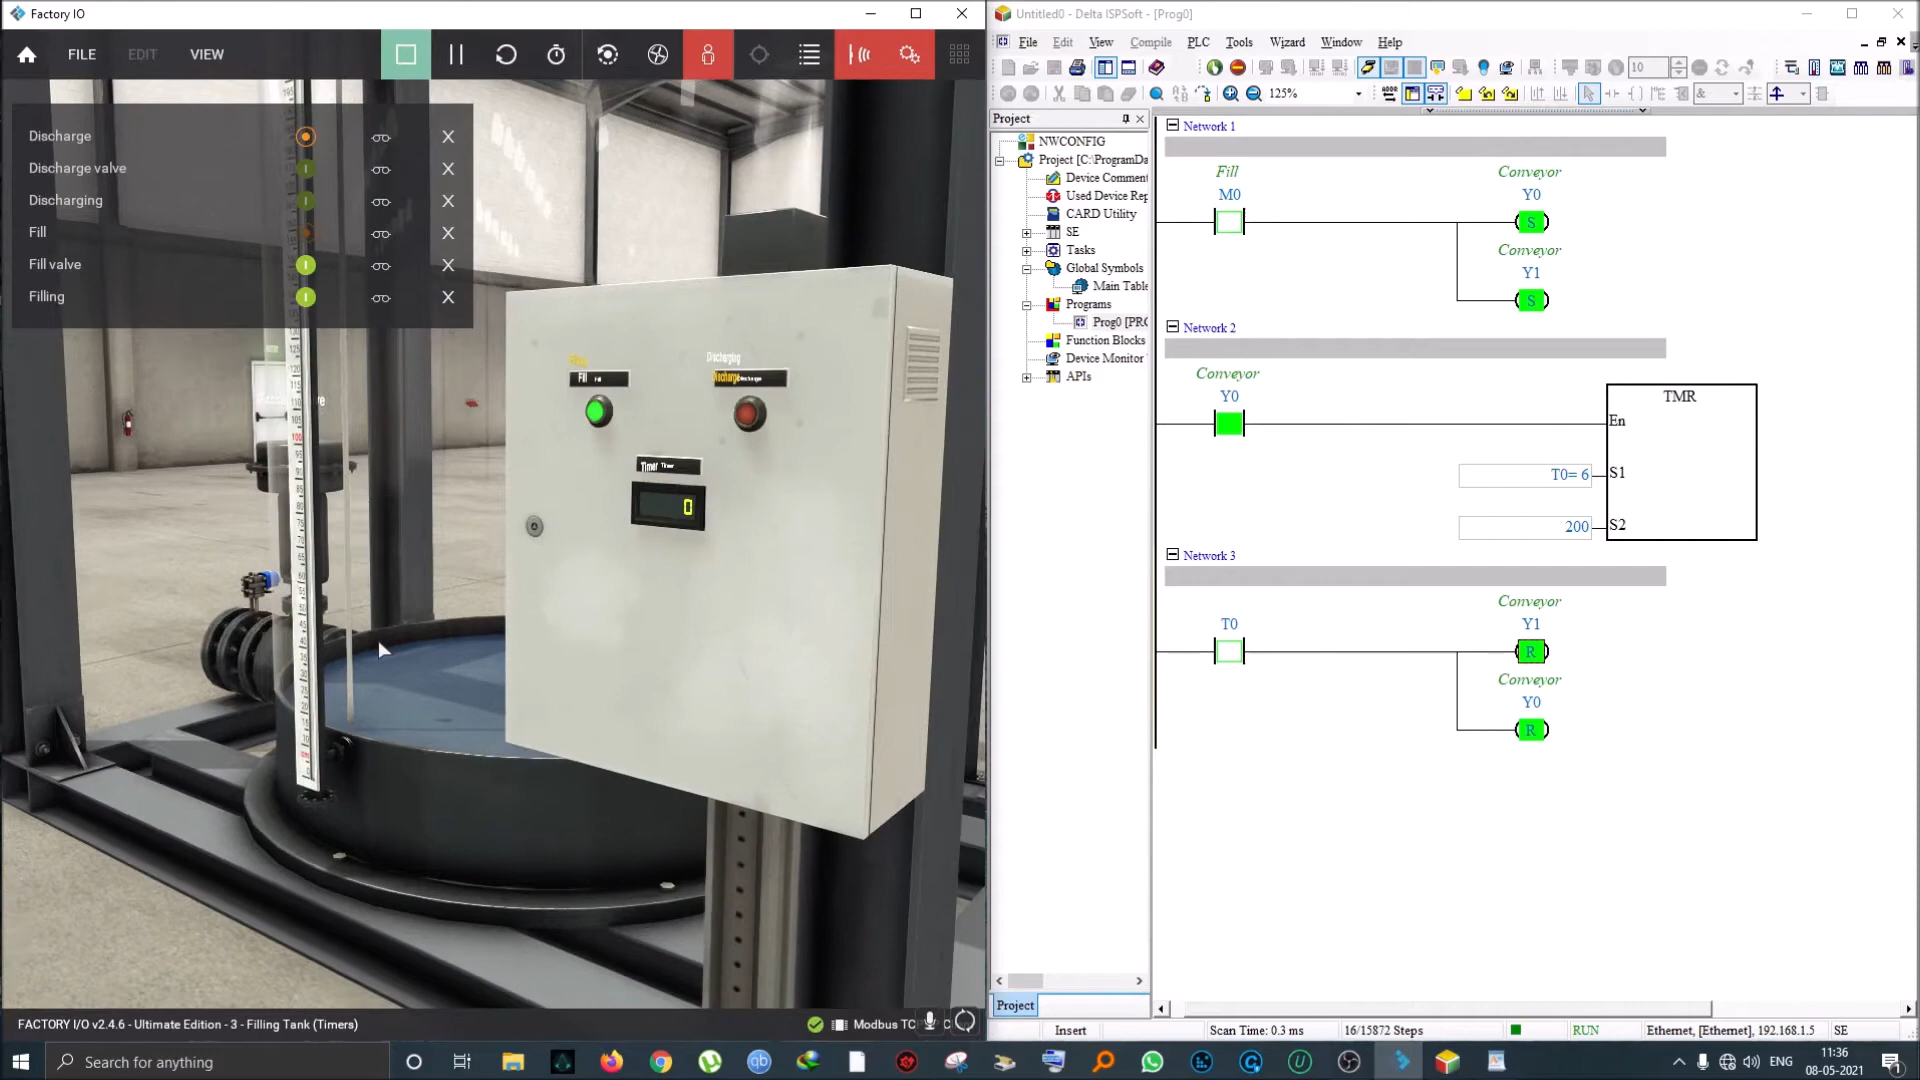 Factory IO
FILE
EDIT
VIEW
Discharge
Discharge valve
Discharging
Fill
Fill valve
Filling
X
X
X
X
X
X
Discharging
Fill
Fill
Discharge
Timer
Timer
0
FACTORY I/O v2.4.6 - Ultimate Edition - 3 - Filling Tank (Timers)
Modbus TC
Untitled0 - Delta ISPSoft - [Prog0]
File Edit View Compile PLC Tools Wizard Window Help
10
125%
&
Project
NWCONFIG
Project [C:\ProgramDa
Device Comment
Used Device Rep
CARD Utility
SE
Tasks
Global Symbols
Main Table
Programs
Prog0 [PRC
Function Blocks
Device Monitor
APIs
Project
Network 1
Fill
M0
Conveyor
Y0
S
Conveyor
Y1
S
Network 2
Conveyor
Y0
TMR
En
T0= 6
S1
200
S2
Network 3
T0
Conveyor
Y1
R
Conveyor
Y0
R
Insert
Scan Time: 0.3 ms
16/15872 Steps
RUN
Ethernet, [Ethernet], 192.168.1.5
SE
Search for anything
ENG
11:36
08-05-2021